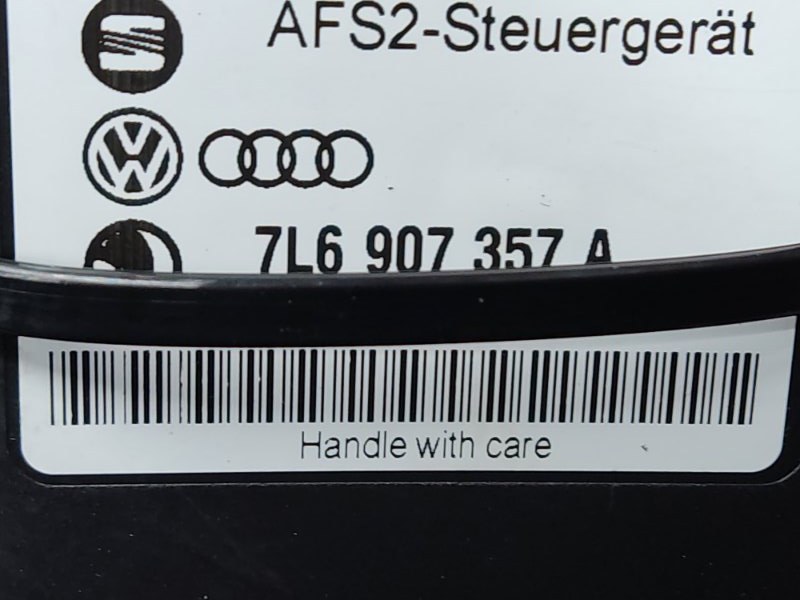 AFS2-Steuergerät
7L6 907 357 A
Handle with care